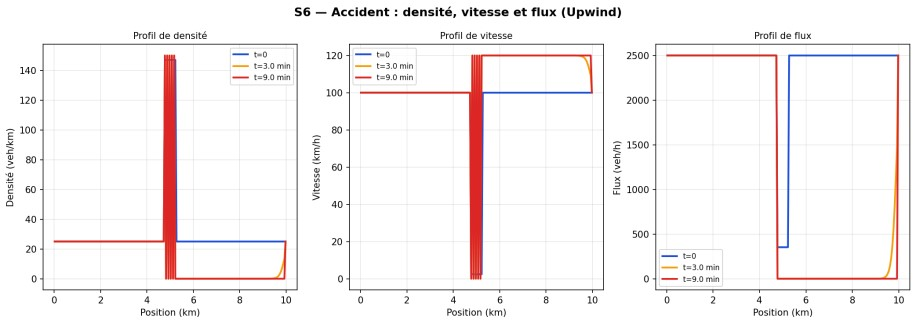 S6 — Accident : densité, vitesse et flux (Upwind)
Profil de densité
Densité (veh/km)
140
120
100
80
60
40
20
0
0 2 4 6 8 10
Position (km)
t=0
t=3.0 min
t=9.0 min
Profil de vitesse
Vitesse (km/h)
120
100
80
60
40
20
0
0 2 4 6 8 10
Position (km)
t=0
t=3.0 min
t=9.0 min
Profil de flux
Flux (veh/h)
2500
2000
1500
1000
500
0
0 2 4 6 8 10
Position (km)
t=0
t=3.0 min
t=9.0 min